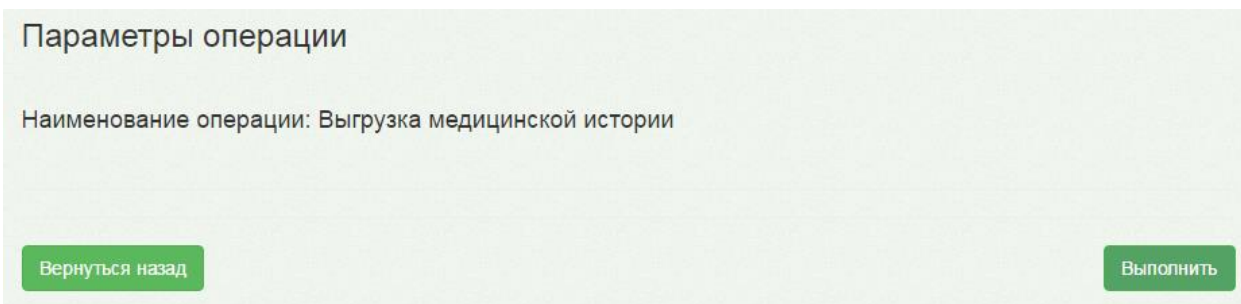 Параметры операции
Наименование операции: Выгрузка медицинской истории
Вернуться назад
Выполнить